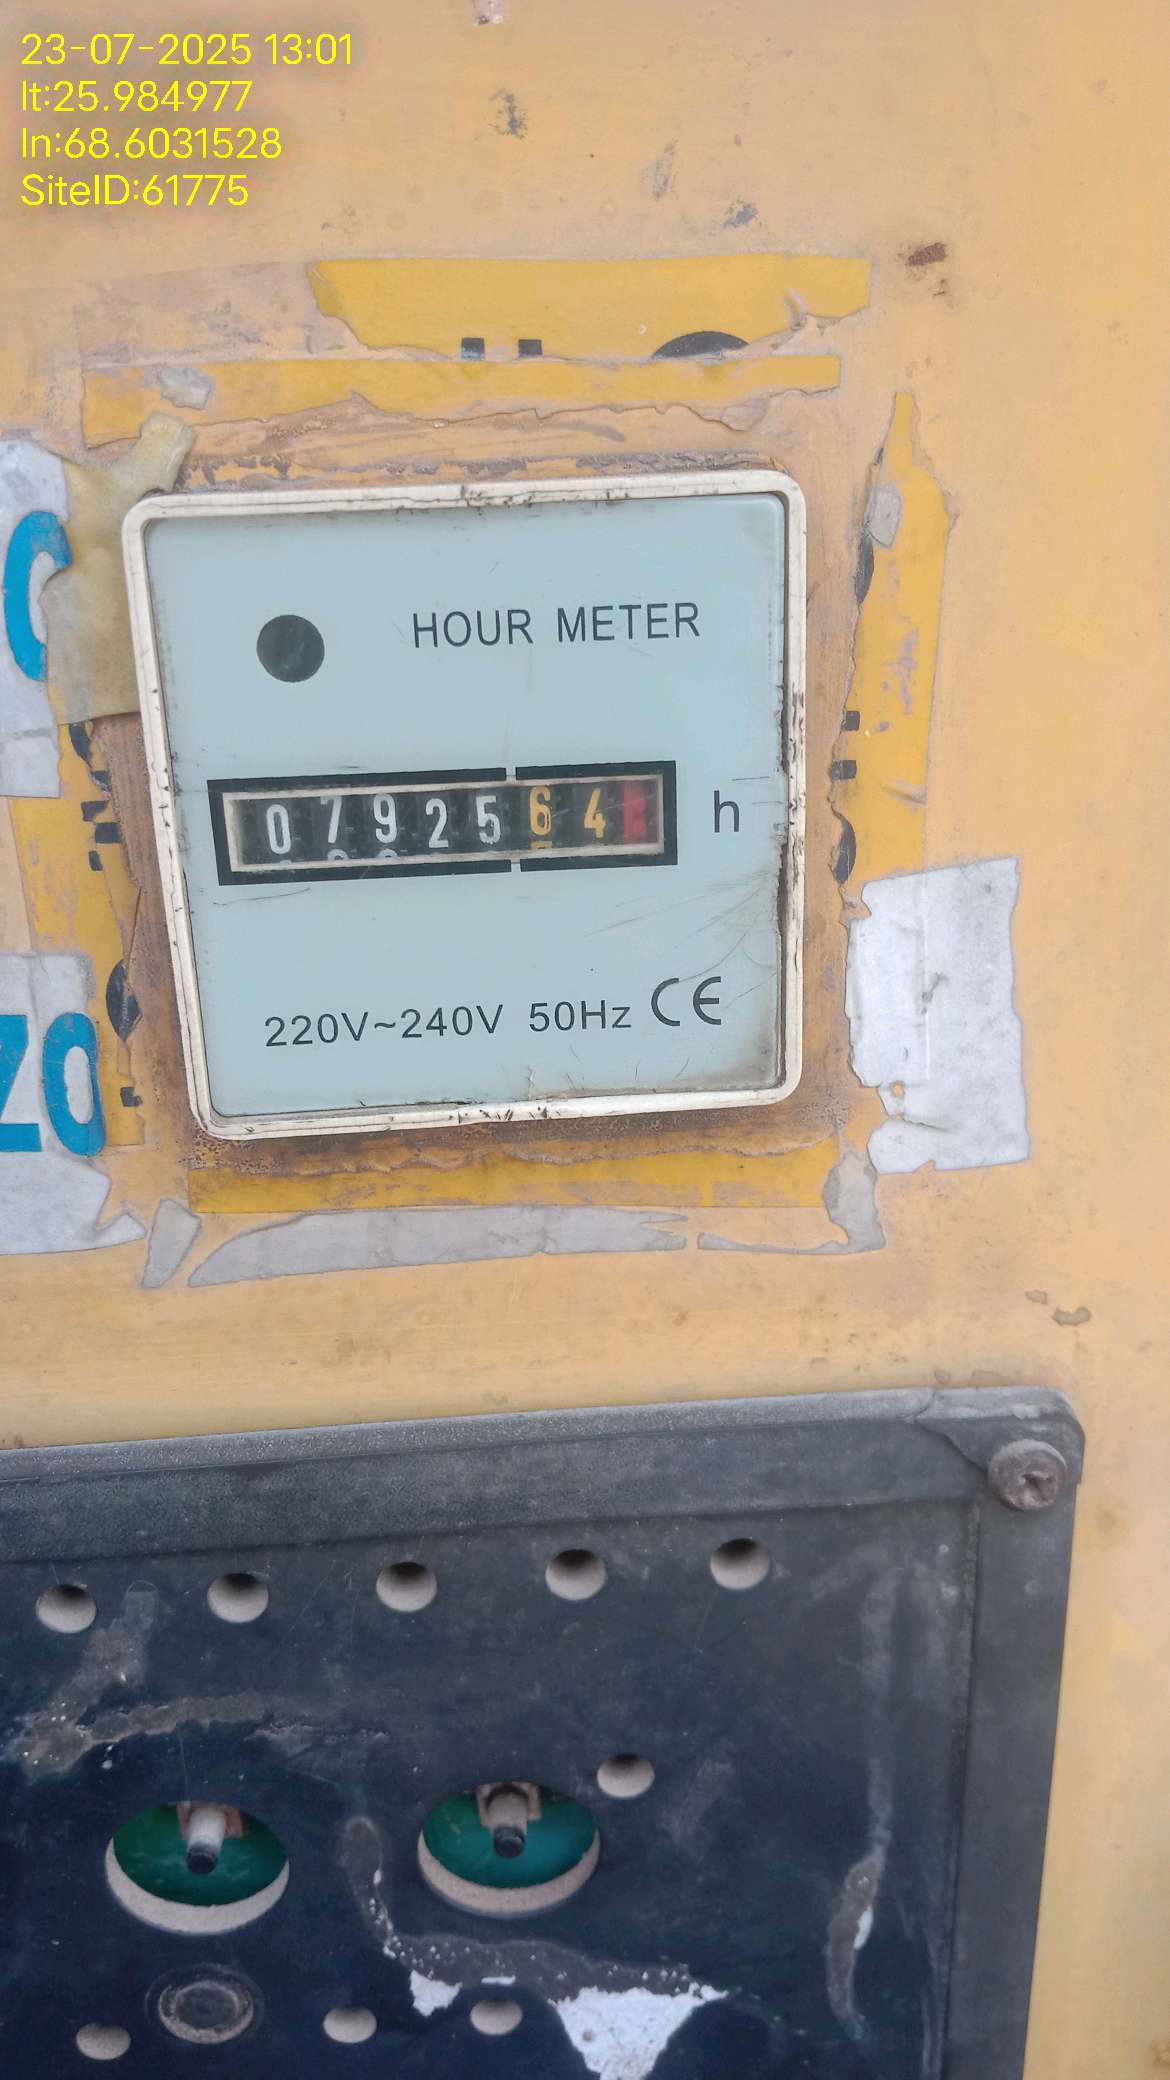 23-07-2025 13:01
lt:25.984977
ln:68.6031528
SiteID:61775
HOUR METER
0792564
h
220V~240V 50Hz CE
ZO